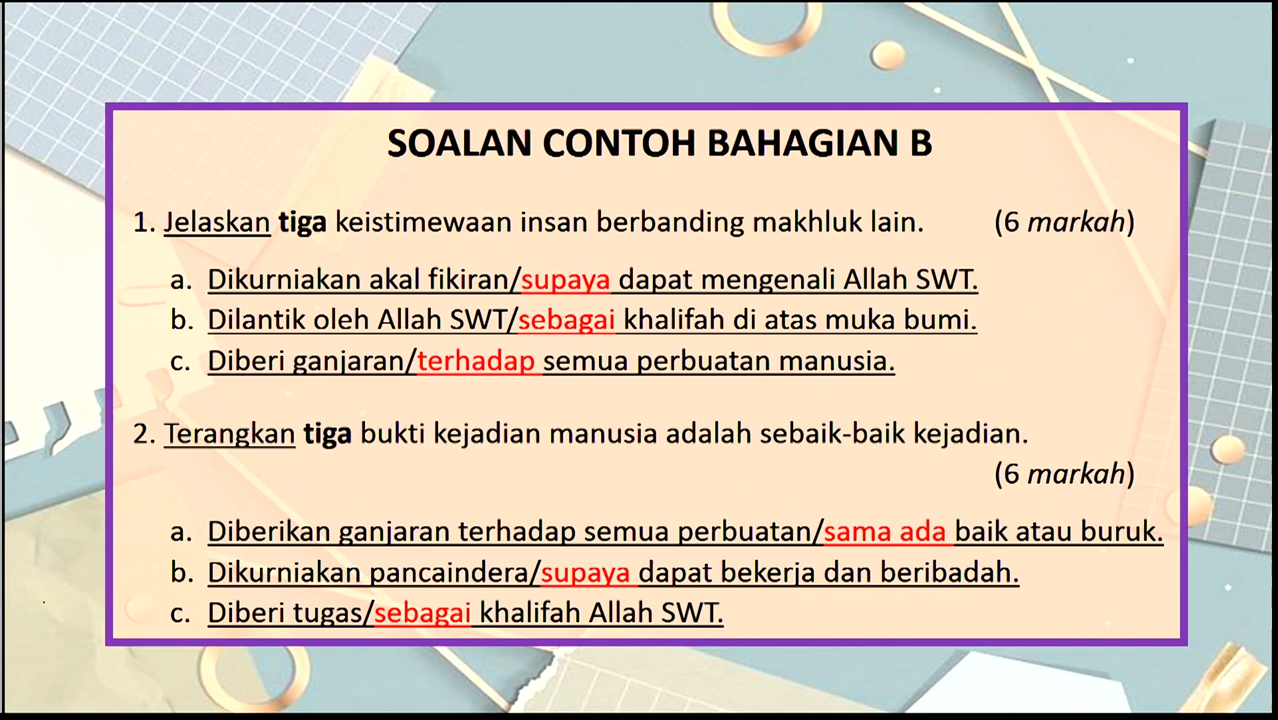 SOALAN CONTOH BAHAGIAN B
1. Jelaskan tiga keistimewaan insan berbanding makhluk lain. (6 markah)
a. Dikurniakan akal fikiran/supaya dapat mengenali Allah SWT.
b. Dilantik oleh Allah SWT/sebagai khalifah di atas muka bumi.
c. Diberi ganjaran/terhadap semua perbuatan manusia.
2. Terangkan tiga bukti kejadian manusia adalah sebaik-baik kejadian.
(6 markah)
a. Diberikan ganjaran terhadap semua perbuatan/sama ada baik atau buruk.
b. Dikurniakan pancaindera/supaya dapat bekerja dan beribadah.
c. Diberi tugas/sebagai khalifah Allah SWT.